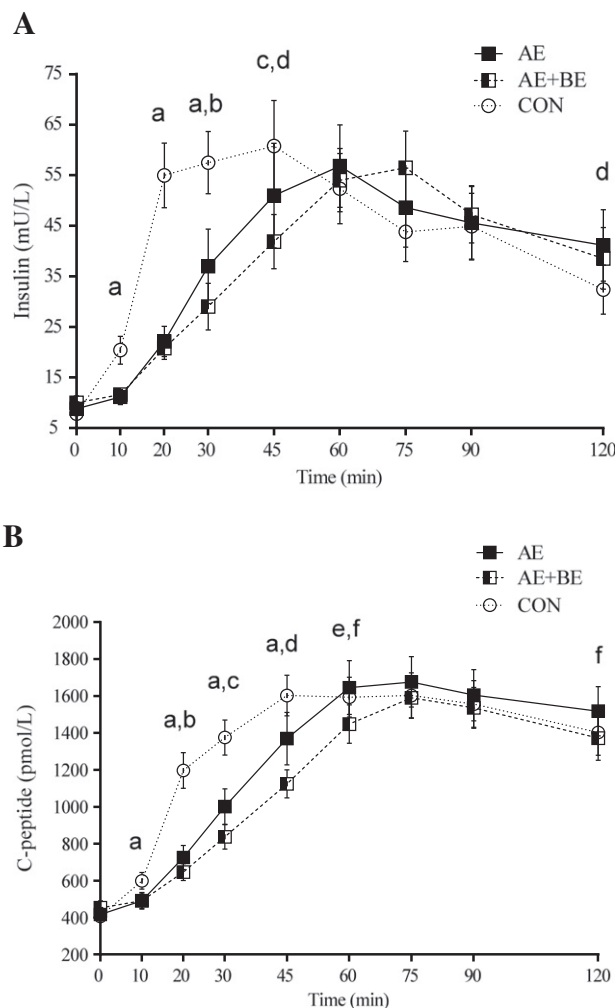 A
AE
AE+BE
CON
75
65
55
45
35
25
15
5
Insulin (mU/L)
a
a
a,b
c,d
d
0 10 20 30 45 60 75 90 120
Time (min)
B
AE
AE+BE
CON
2000
1800
1600
1400
1200
1000
800
600
400
200
C-peptide (pmol/L)
a
a,b
a,c
a,d
e,f
f
0 10 20 30 45 60 75 90 120
Time (min)